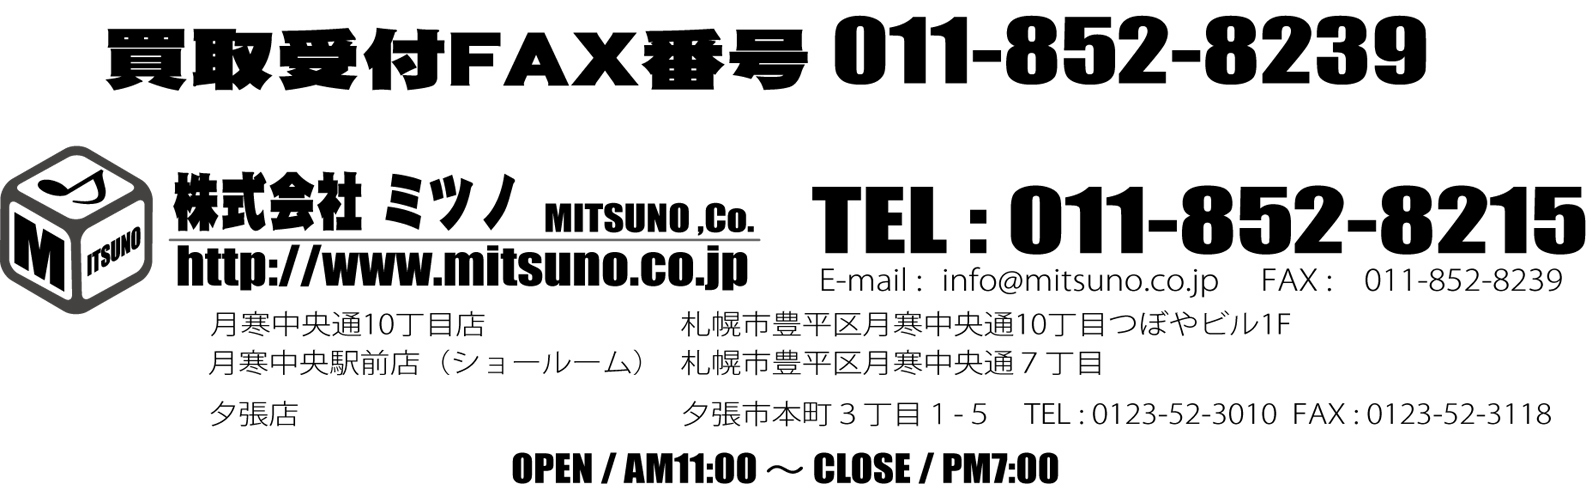 買取受付FAX番号 011-852-8239
M ITSUNO
株式会社 ミツノ MITSUNO ,Co.
TEL : 011-852-8215
http://www.mitsuno.co.jp
E-mail : info@mitsuno.co.jp FAX : 011-852-8239
月寒中央通10丁目店 札幌市豊平区月寒中央通10丁目つぼやビル1F
月寒中央駅前店（ショールーム） 札幌市豊平区月寒中央通７丁目
夕張店 夕張市本町３丁目１-５ TEL : 0123-52-3010 FAX : 0123-52-3118
OPEN / AM11:00 ～ CLOSE / PM7:00